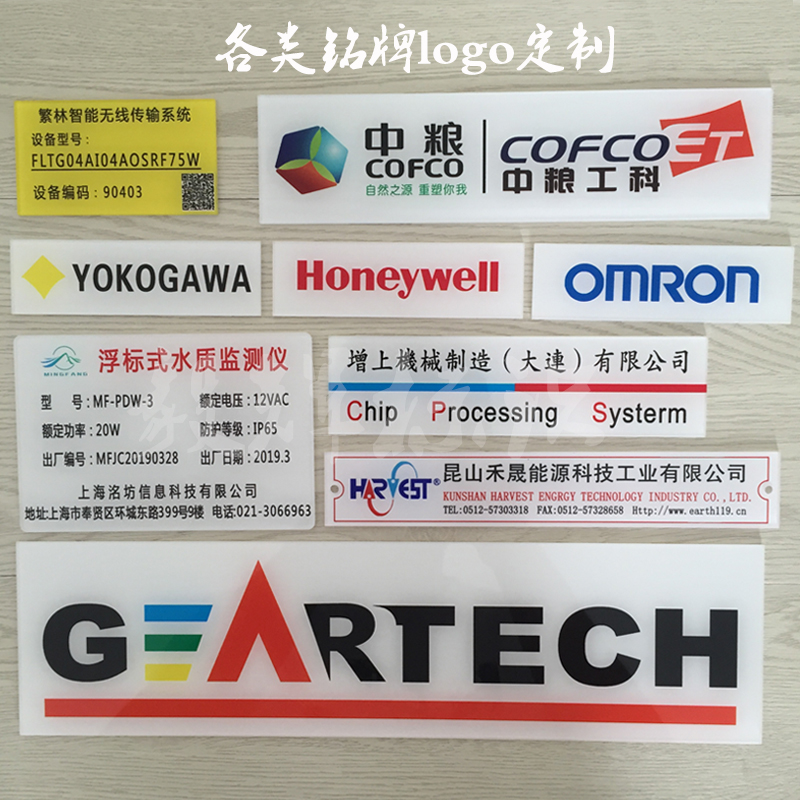 各类铭牌logo定制
繁林智能无线传输系统
设备型号：
FLTG04AI04AOSRF75W
设备编码：90403
中粮
COFCO
自然之源 重塑你我
COFCO ET
中粮工科
YOKOGAWA
Honeywell
OMRON
MINGFANG
浮标式水质监测仪
型 号：MF-PDW-3 额定电压：12VAC
额定功率：20W 防护等级：IP65
出厂编号：MFJC20190328 出厂日期：2019.3
上海洺坊信息科技有限公司
地址:上海市奉贤区环城东路399号9楼 电话:021-3066963
增上機械制造（大連）有限公司
Chip Processing Systerm
HARVEST®
昆山禾晟能源科技工业有限公司
KUNSHAN HARVEST ENGRGY TECHNOLOGY INDUSTRY CO.,LTD.
TEL:0512-57303318 FAX:0512-57328658 Http://www.earth119.cn
GEARTECH